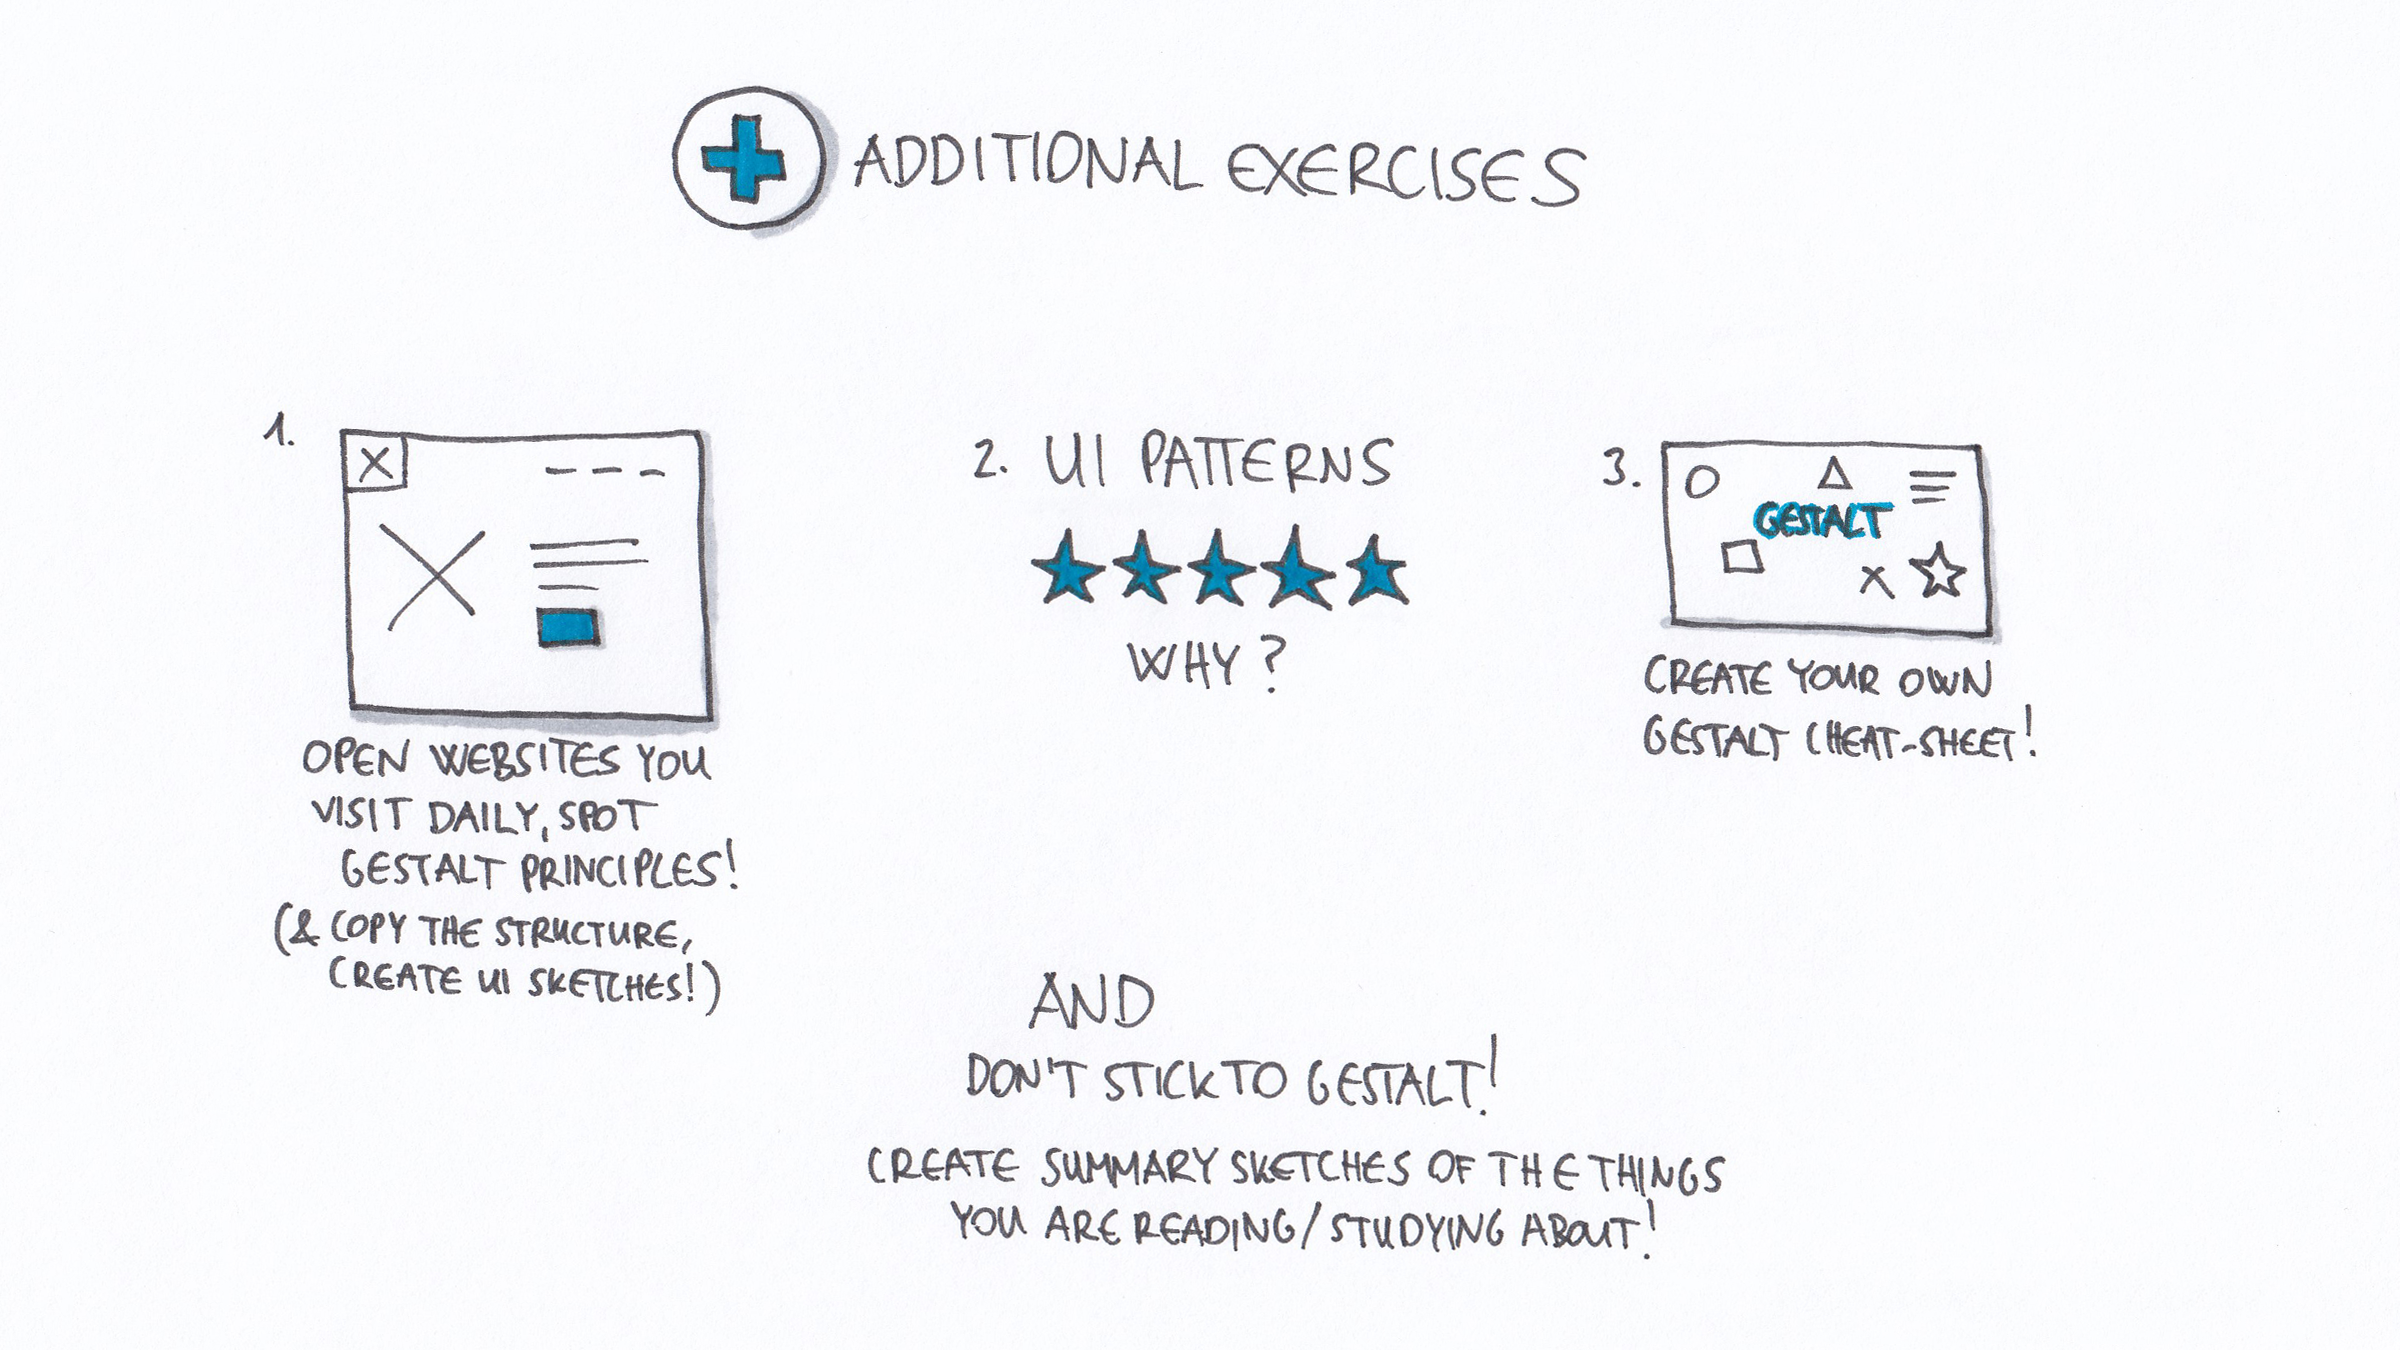 ADDITIONAL EXERCISES
1.
OPEN WEBSITES YOU
VISIT DAILY, SPOT
GESTALT PRINCIPLES!
(& COPY THE STRUCTURE,
CREATE UI SKETCHES!)
2. UI PATTERNS
WHY?
3.
GESTALT
CREATE YOUR OWN
GESTALT CHEAT-SHEET!
AND
DON'T STICK TO GESTALT!
CREATE SUMMARY SKETCHES OF THE THINGS
YOU ARE READING/STUDYING ABOUT!